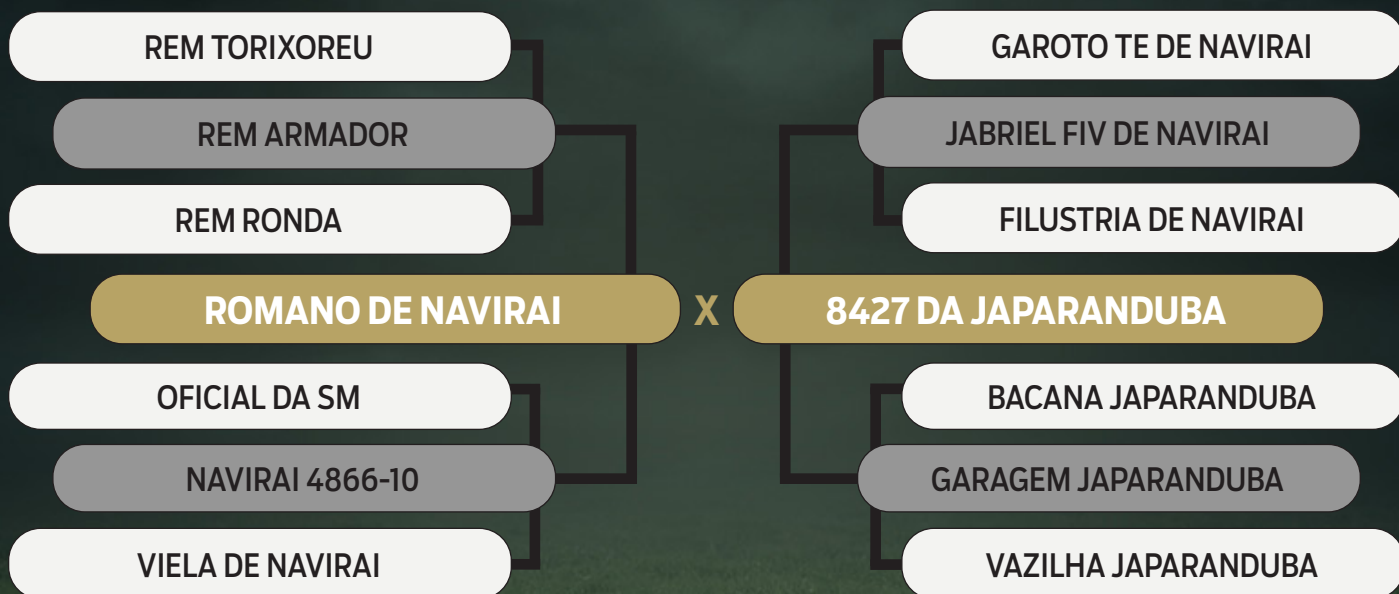 REM TORIXOREU
REM ARMADOR
REM RONDA
ROMANO DE NAVIRAI
OFICIAL DA SM
NAVIRAI 4866-10
VIELA DE NAVIRAI
X
GAROTO TE DE NAVIRAI
JABRIEL FIV DE NAVIRAI
FILUSTRIA DE NAVIRAI
8427 DA JAPARANDUBA
BACANA JAPARANDUBA
GARAGEM JAPARANDUBA
VAZILHA JAPARANDUBA